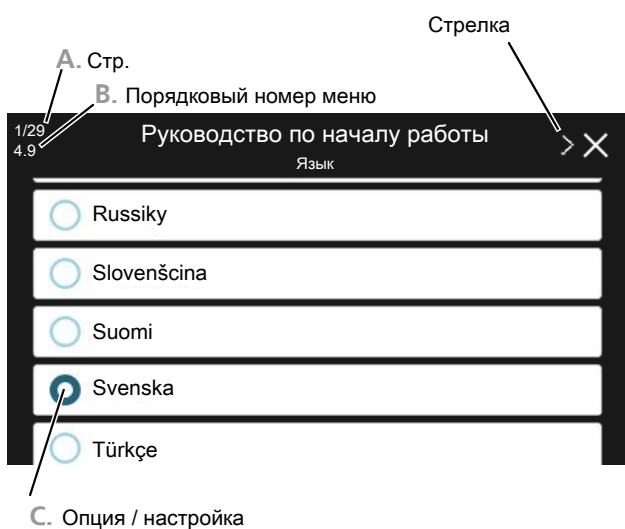 Стрелка
A. Стр.
B. Порядковый номер меню
1/29
Руководство по началу работы
4.9
Язык
Russiky
Slovenšcina
Suomi
Svenska
Türkçe
C. Опция / настройка